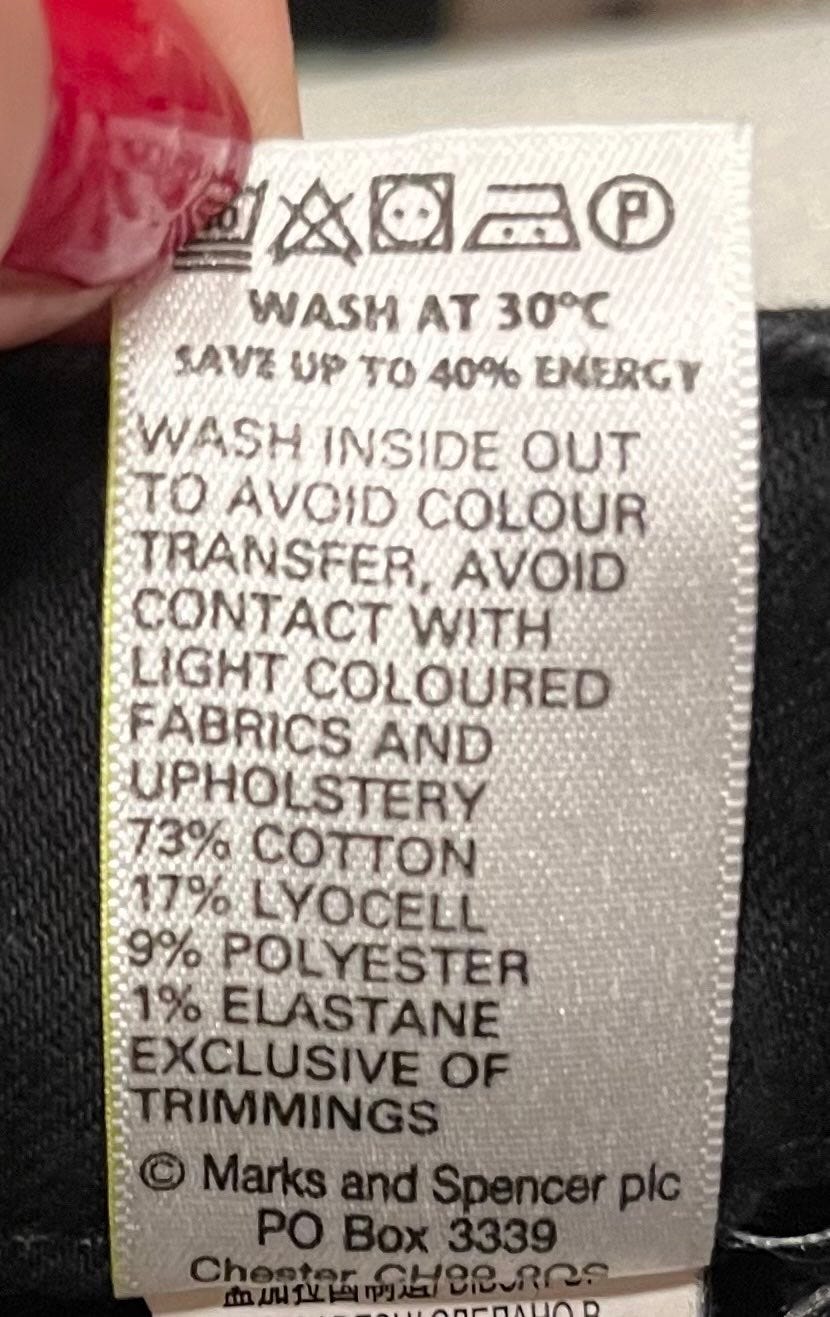 P
WASH AT 30°C
SAVE UP TO 40% ENERGY
WASH INSIDE OUT
TO AVOID COLOUR
TRANSFER, AVOID
CONTACT WITH
LIGHT COLOURED
FABRICS AND
UPHOLSTERY
73% COTTON
17% LYOCELL
9% POLYESTER
1% ELASTANE
EXCLUSIVE OF
TRIMMINGS
© Marks and Spencer plc
PO Box 3339
Chester